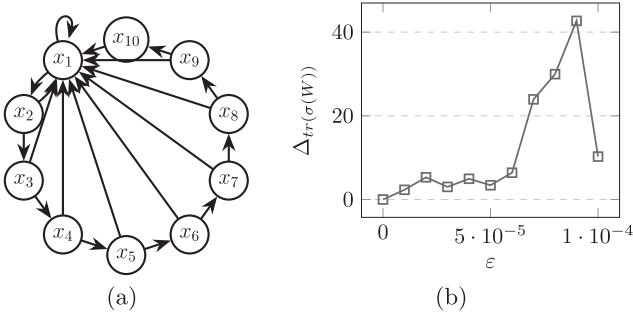 x₁
x₁₀
x₉
x₂
x₈
x₃
x₇
x₄
x₆
x₅
(a)
Δtr(σ(W))
40
20
0
0
5 · 10⁻⁵
1 · 10⁻⁴
ε
(b)